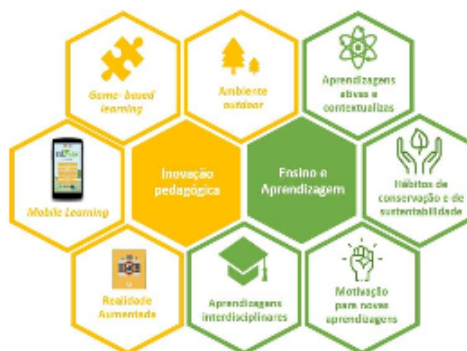 Game- based
learning
Ambiente
outdoor
Aprendizagens
ativas e
contextualizas
Inovação
pedagógica
Ensino e
Aprendizagem
Mobile Learning
Hábitos de
conservação e de
sustentabilidade
Realidade
Aumentada
Aprendizagens
interdisciplinares
Motivação
para novas
aprendizagens